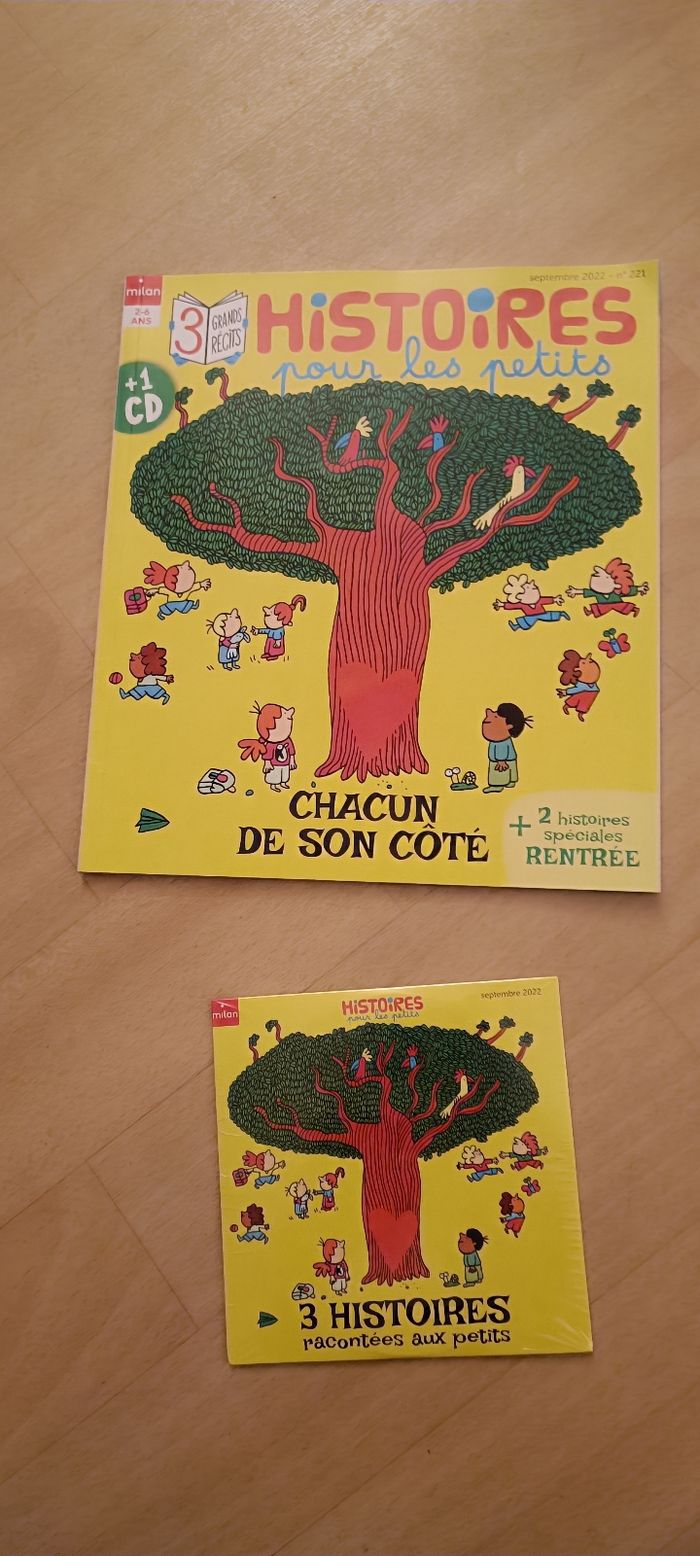 septembre 2022 - n° 221
milan
2-6
ANS
3 GRANDS
RÉCITS
HiSTOiRES
pour les petits
+1
CD
CHACUN
DE SON CÔTÉ
+ 2 histoires
spéciales
RENTRÉE
septembre 2022
milan
HiSTOiRES
pour les petits
3 HISTOIRES
racontées aux petits